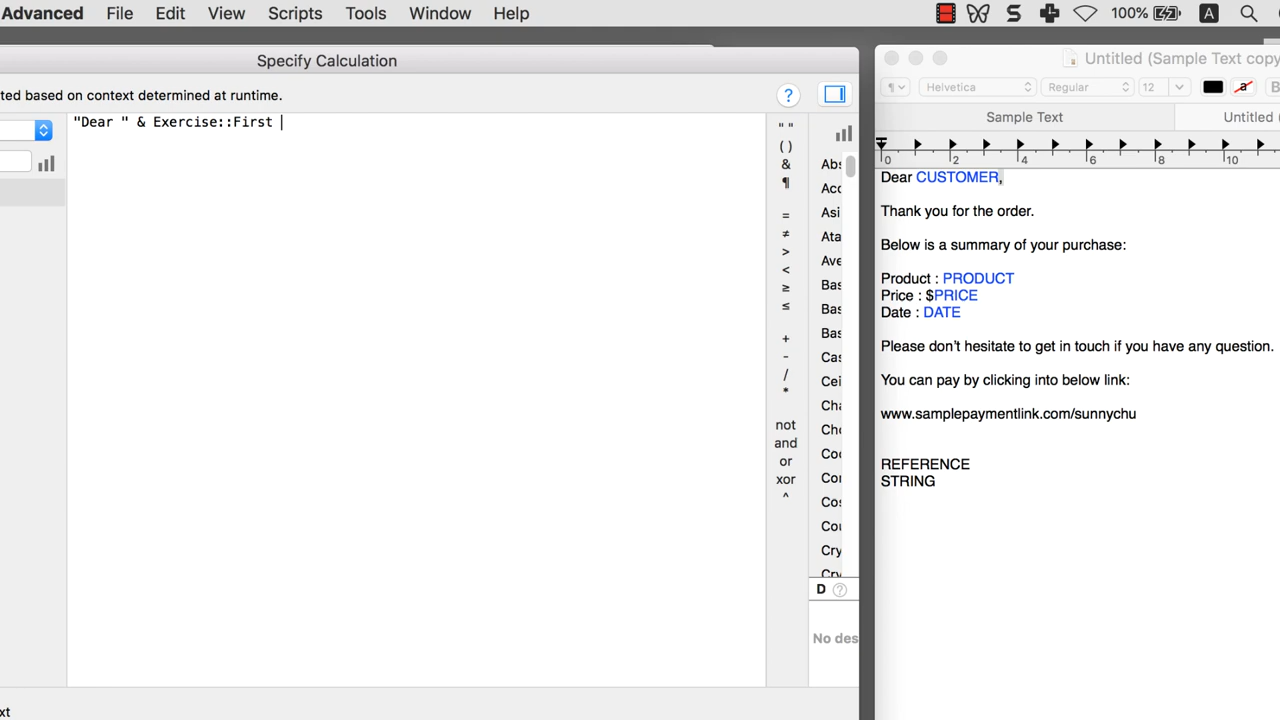 Advanced File Edit View Scripts Tools Window Help 100% A
Specify Calculation
Untitled (Sample Text copy
ted based on context determined at runtime.
?
¶ Helvetica Regular 12 a B
"Dear " & Exercise::First
Sample Text Untitled (
0 2 4 6 8 10
" "
( )
&
¶
=
≠
>
<
≥
≤
+
-
/
*
not
and
or
xor
^
Abs
Acc
Asi
Ata
Ave
Bas
Bas
Bas
Cas
Cei
Cha
Cho
Coo
Con
Cos
Cou
Cry
Cry
D ?
No des
Dear CUSTOMER,
Thank you for the order.
Below is a summary of your purchase:
Product : PRODUCT
Price : $PRICE
Date : DATE
Please don't hesitate to get in touch if you have any question.
You can pay by clicking into below link:
www.samplepaymentlink.com/sunnychu
REFERENCE
STRING
xt